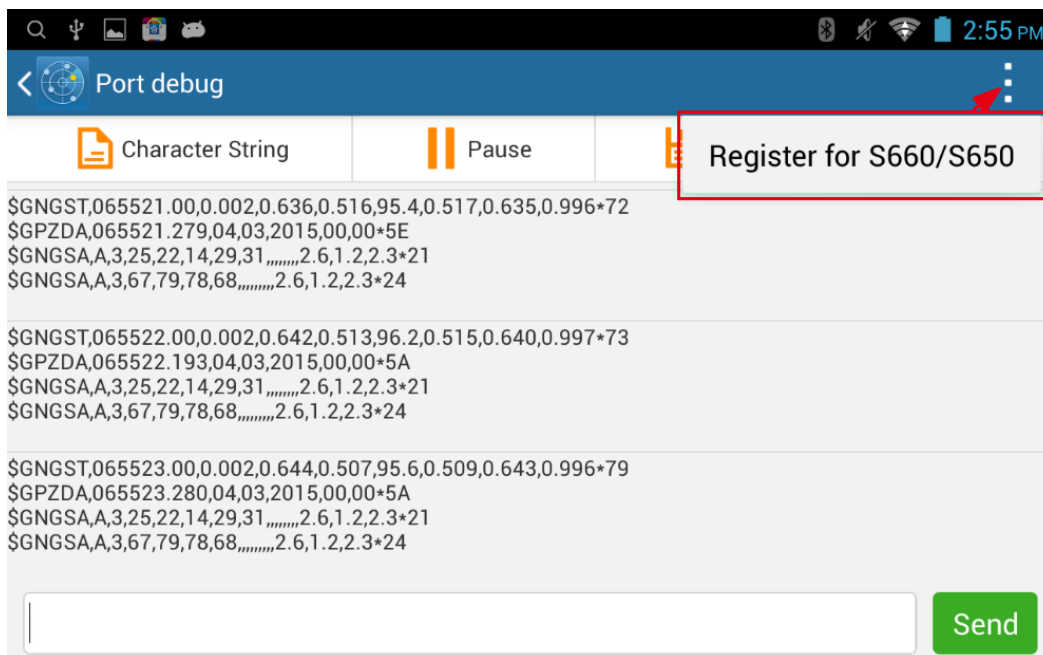 2:55 PM
Port debug
Character String
Pause
Register for S660/S650
$GNGST,065521.00,0.002,0.636,0.516,95.4,0.517,0.635,0.996*72
$GPZDA,065521.279,04,03,2015,00,00*5E
$GNGSA,A,3,25,22,14,29,31,,,,,,,,2.6,1.2,2.3*21
$GNGSA,A,3,67,79,78,68,,,,,,,,,2.6,1.2,2.3*24
$GNGST,065522.00,0.002,0.642,0.513,96.2,0.515,0.640,0.997*73
$GPZDA,065522.193,04,03,2015,00,00*5A
$GNGSA,A,3,25,22,14,29,31,,,,,,,,2.6,1.2,2.3*21
$GNGSA,A,3,67,79,78,68,,,,,,,,,2.6,1.2,2.3*24
$GNGST,065523.00,0.002,0.644,0.507,95.6,0.509,0.643,0.996*79
$GPZDA,065523.280,04,03,2015,00,00*5A
$GNGSA,A,3,25,22,14,29,31,,,,,,,,2.6,1.2,2.3*21
$GNGSA,A,3,67,79,78,68,,,,,,,,,2.6,1.2,2.3*24
Send